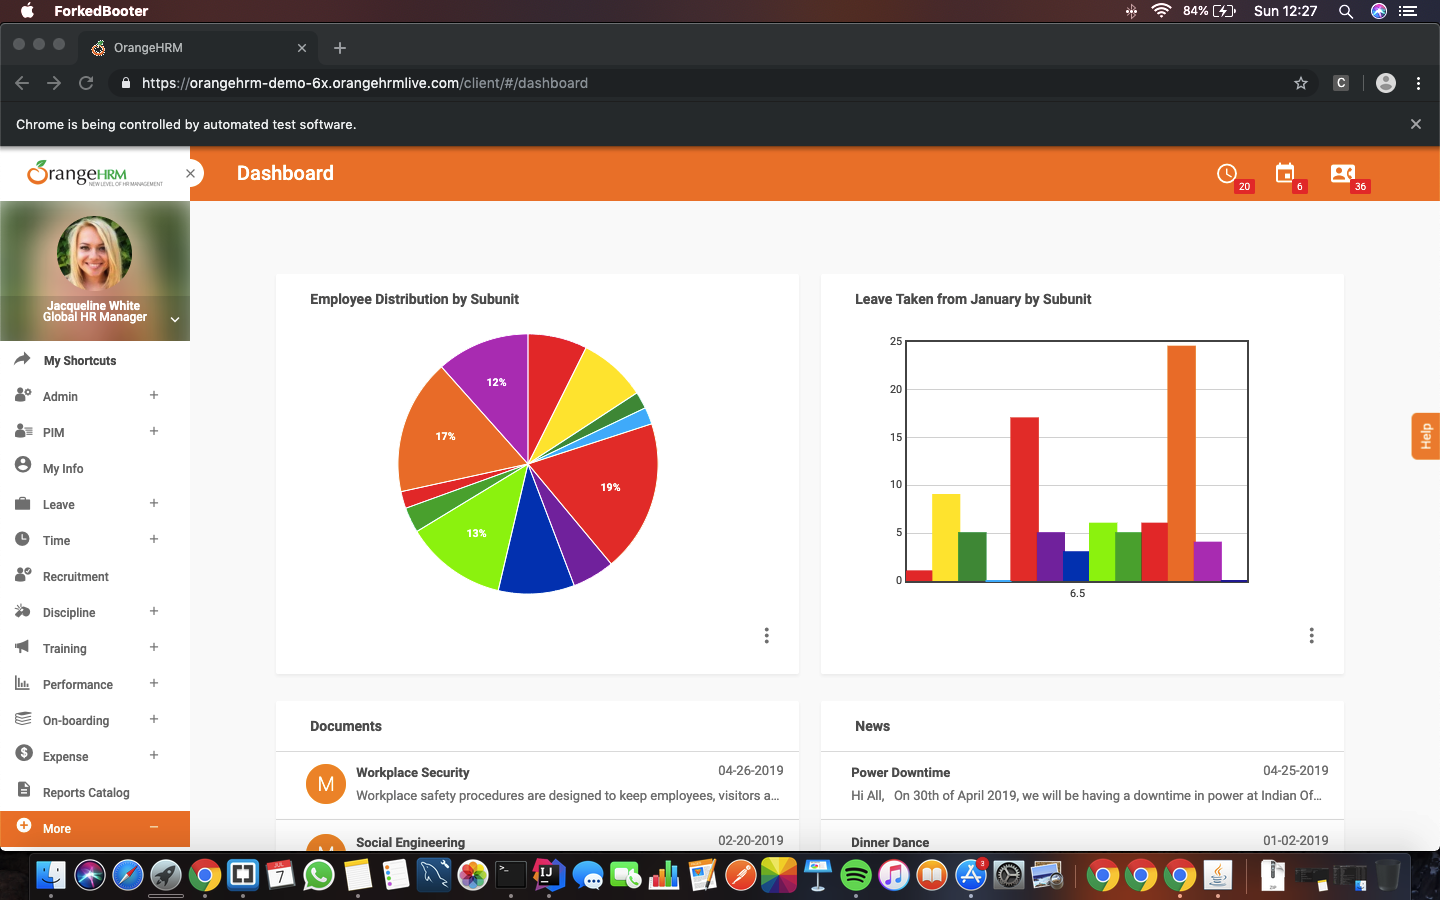 ForkedBooter
84%
Sun 12:27
OrangeHRM
https://orangehrm-demo-6x.orangehrmlive.com/client/#/dashboard
C
Chrome is being controlled by automated test software.
OrangeHRM
NEW LEVEL OF HR MANAGEMENT
Dashboard
20
6
36
Jacqueline White
Global HR Manager
My Shortcuts
Admin
PIM
My Info
Leave
Time
Recruitment
Discipline
Training
Performance
On-boarding
Expense
Reports Catalog
More
Employee Distribution by Subunit
12%
17%
19%
13%
Leave Taken from January by Subunit
25
20
15
10
5
0
6.5
Help
Documents
M
Workplace Security
04-26-2019
Workplace safety procedures are designed to keep employees, visitors a...
Social Engineering
02-20-2019
News
Power Downtime
04-25-2019
Hi All, On 30th of April 2019, we will be having a downtime in power at Indian Of...
Dinner Dance
01-02-2019
JUL
7
IJ
3
ZIP